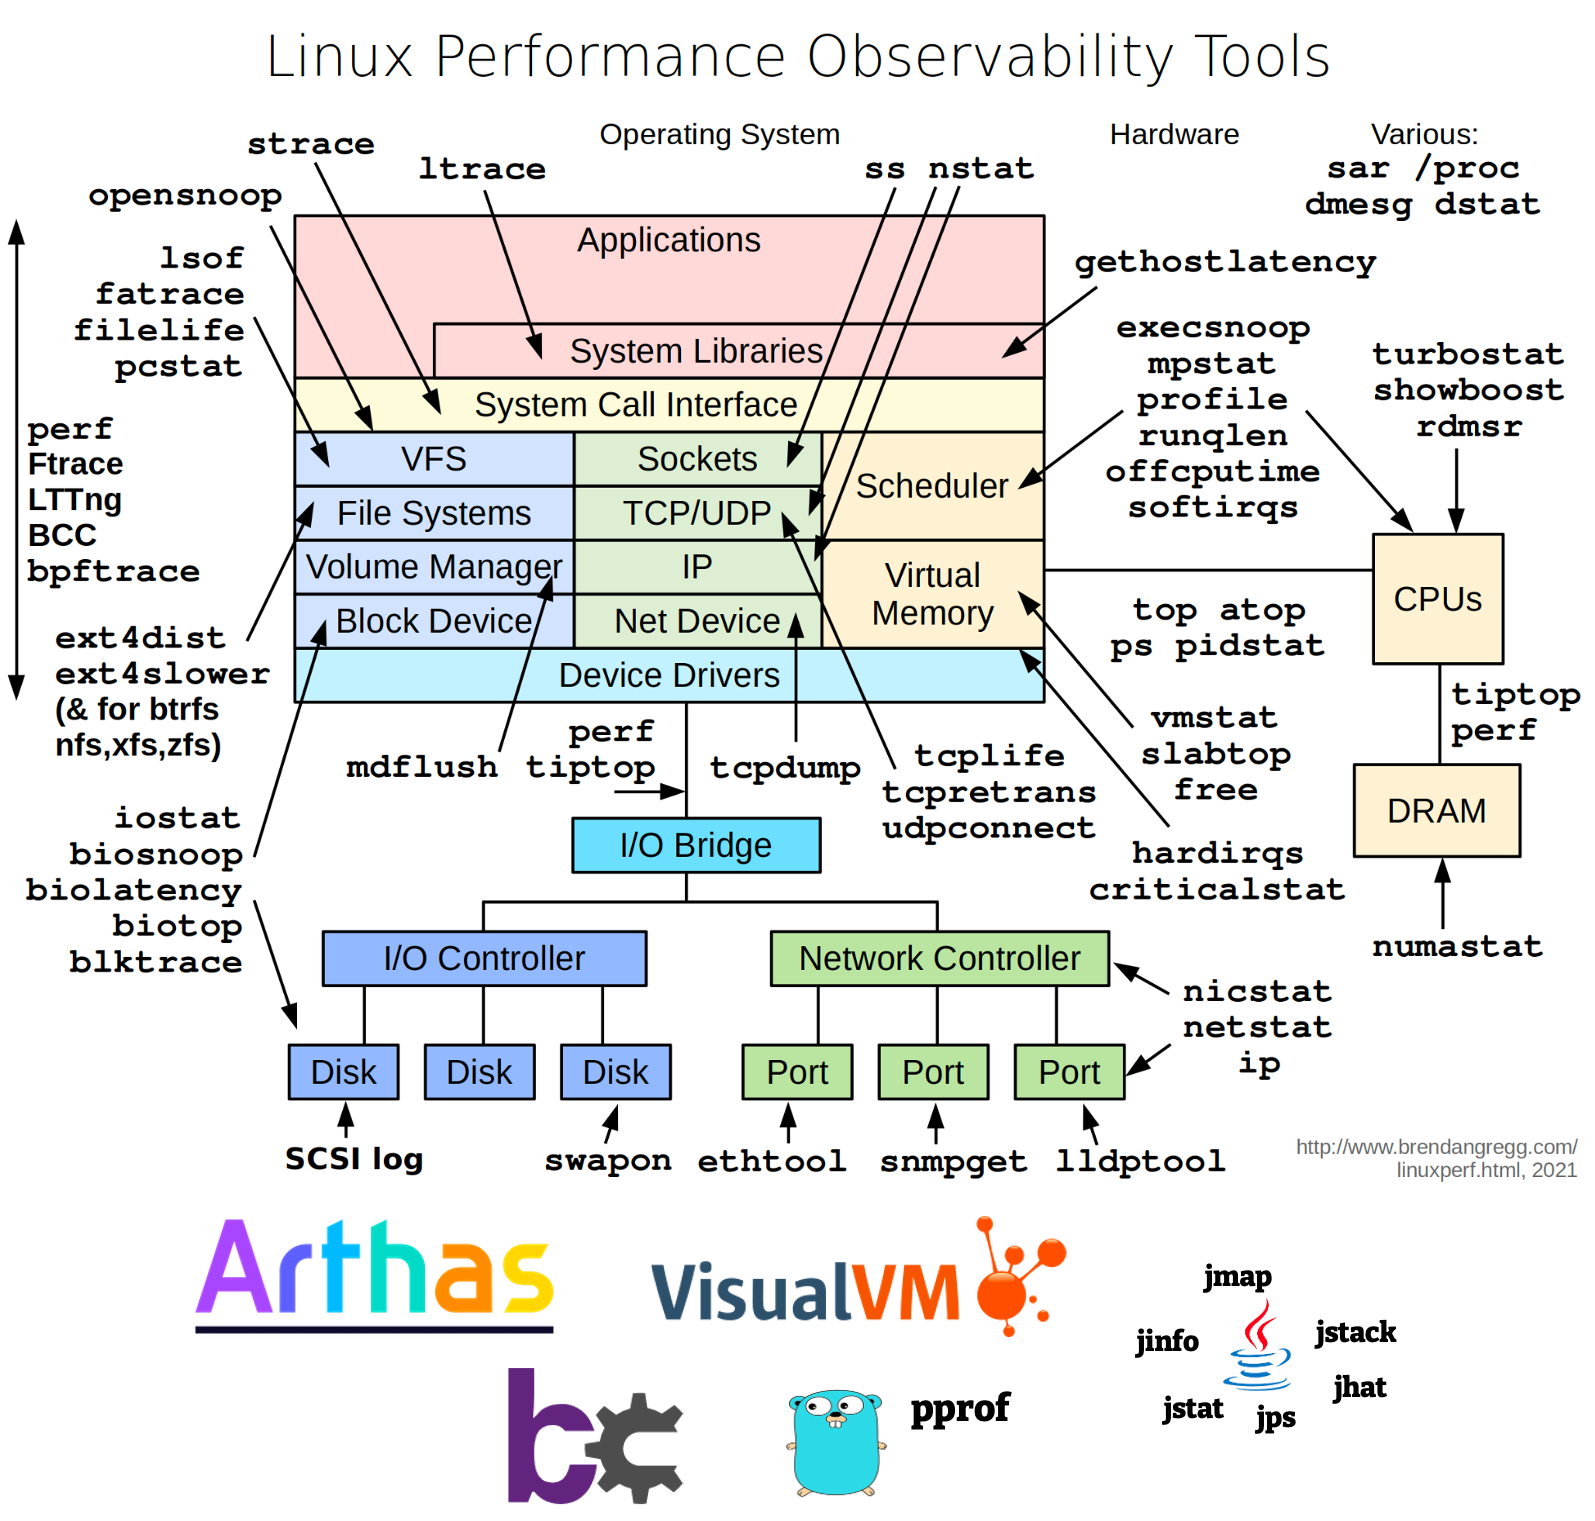 Linux Performance Observability Tools
Operating System
Hardware
Various:
sar /proc
dmesg dstat
strace
ltrace
ss nstat
opensnoop
gethostlatency
lsof
fatrace
filelife
pcstat
perf
Ftrace
LTTng
BCC
bpftrace
ext4dist
ext4slower
(& for btrfs
nfs,xfs,zfs)
iostat
biosnoop
biolatency
biotop
blktrace
Applications
System Libraries
System Call Interface
VFS
Sockets
Scheduler
File Systems
TCP/UDP
Volume Manager
IP
Virtual
Memory
Block Device
Net Device
Device Drivers
execsnoop
mpstat
profile
runqlen
offcputime
softirqs
turbostat
showboost
rdmsr
CPUs
top atop
ps pidstat
tiptop
perf
vmstat
slabtop
free
DRAM
hardirqs
criticalstat
numastat
mdflush
perf
tiptop
tcpdump
tcplife
tcpretrans
udpconnect
I/O Bridge
I/O Controller
Network Controller
nicstat
netstat
ip
Disk
Disk
Disk
Port
Port
Port
SCSI log
swapon
ethtool
snmpget
lldptool
http://www.brendangregg.com/
linuxperf.html, 2021
Arthas
VisualVM
jmap
jinfo
jstack
jhat
jstat
jps
bc
pprof